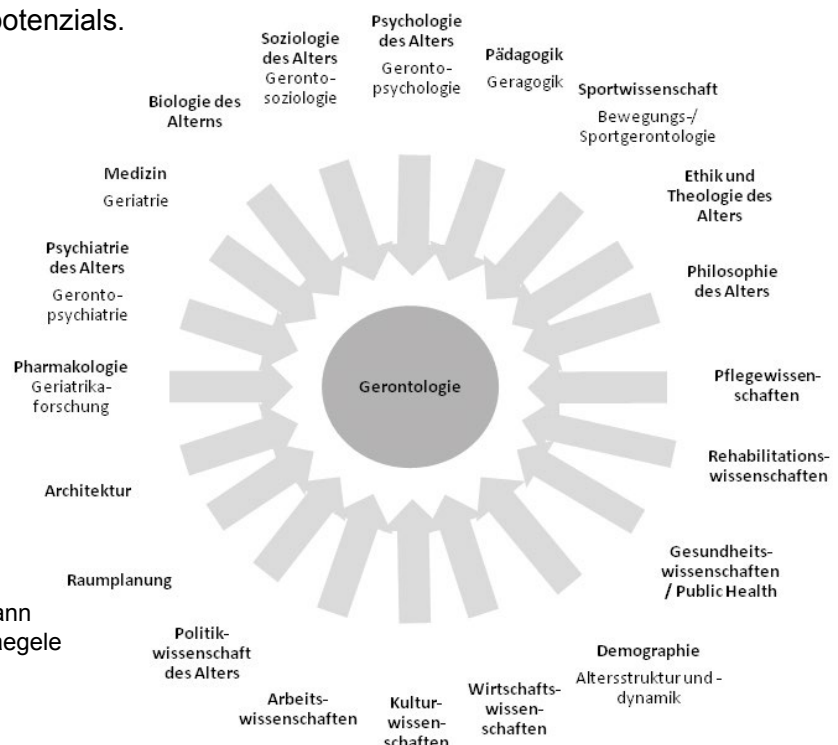 potenzials.
Psychologie
des Alters
Geronto-
psychologie
Pädagogik
Geragogik
Sportwissenschaft
Bewegungs-/
Sportgerontologie
Ethik und
Theologie des
Alters
Philosophie
des Alters
Pflegewissen-
schaften
Rehabilitations-
wissenschaften
Gesundheits-
wissenschaften
/ Public Health
Demographie
Altersstruktur und -
dynamik
Wirtschafts-
wissen-
schaften
Kultur-
wissen-
schaften
Arbeits-
wissenschaften
Politik-
wissenschaft
des Alters
Raumplanung
Architektur
Pharmakologie
Geriatrika-
forschung
Psychiatrie
des Alters
Geronto-
psychiatrie
Medizin
Geriatrie
Biologie des
Alterns
Soziologie
des Alters
Geronto-
soziologie
Gerontologie